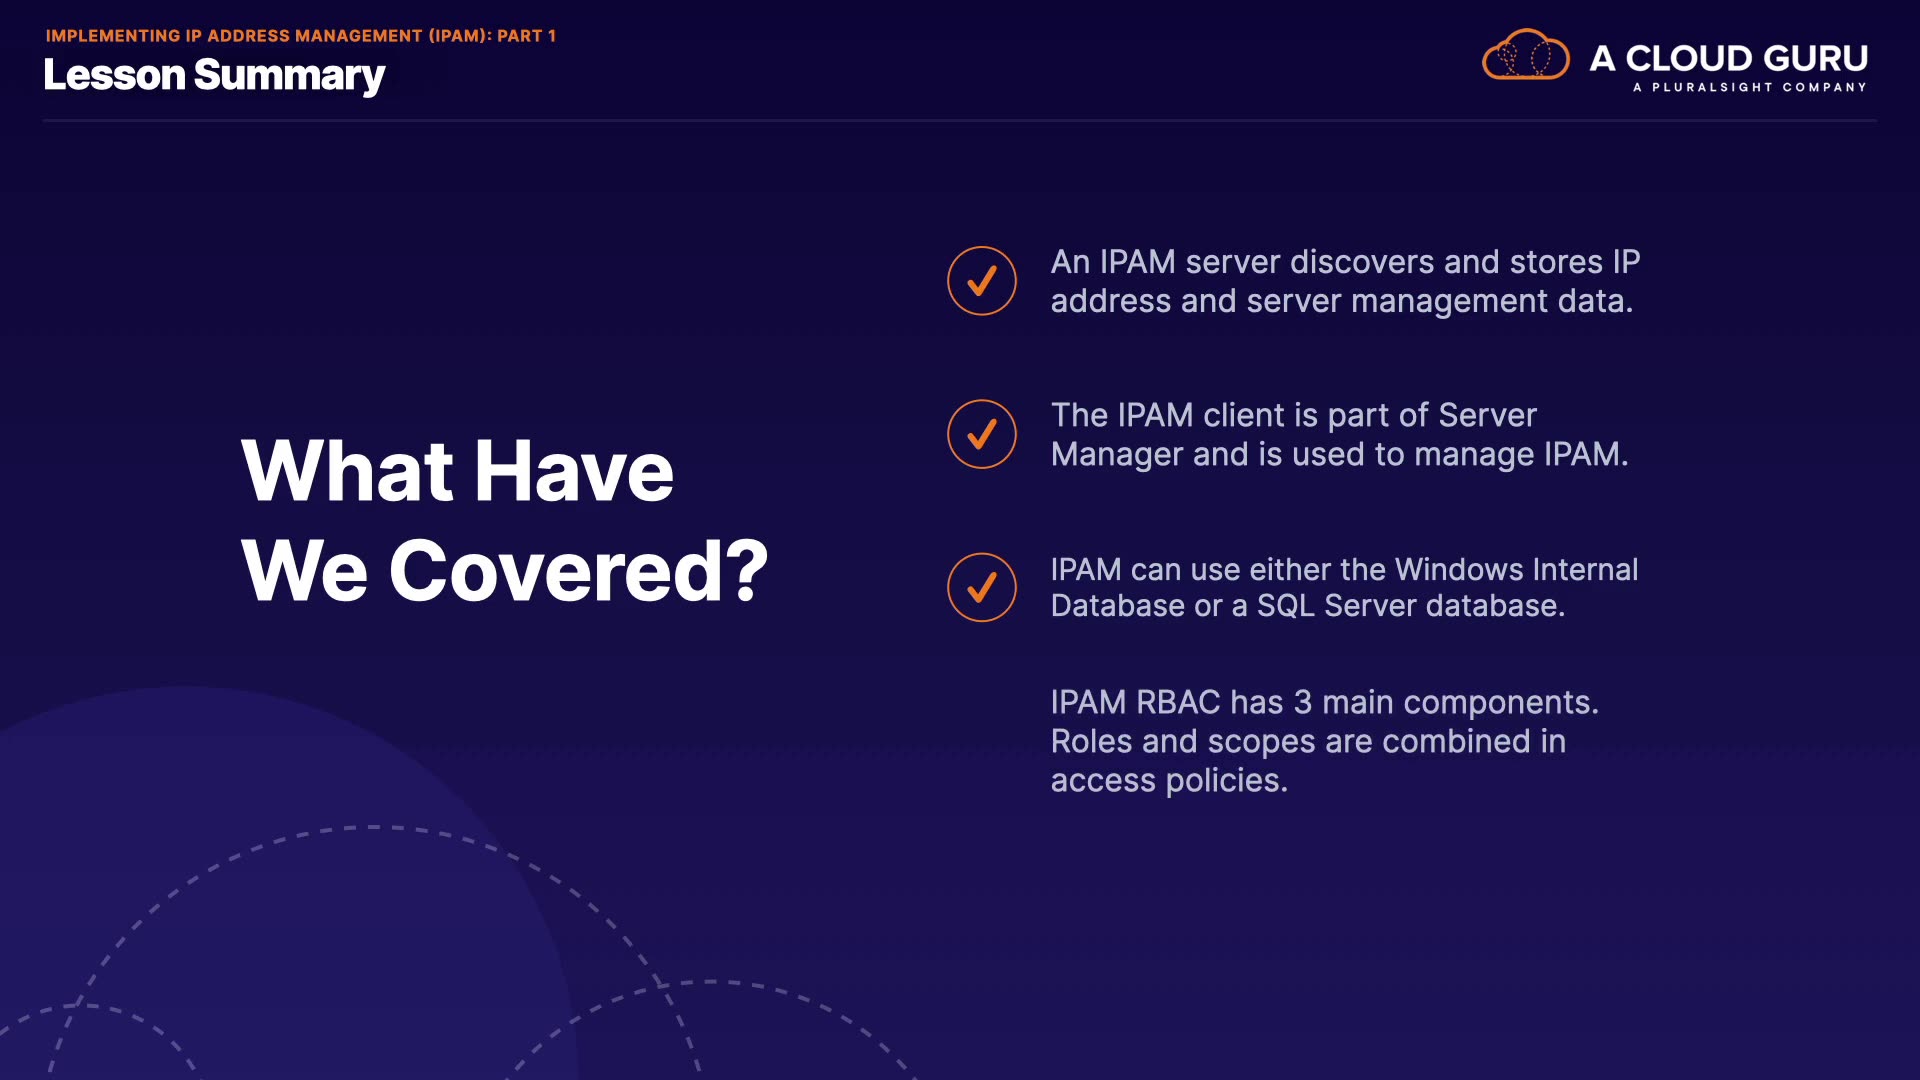 IMPLEMENTING IP ADDRESS MANAGEMENT (IPAM): PART 1
Lesson Summary
A CLOUD GURU
A PLURALSIGHT COMPANY
What Have
We Covered?
An IPAM server discovers and stores IP
address and server management data.
The IPAM client is part of Server
Manager and is used to manage IPAM.
IPAM can use either the Windows Internal
Database or a SQL Server database.
IPAM RBAC has 3 main components.
Roles and scopes are combined in
access policies.